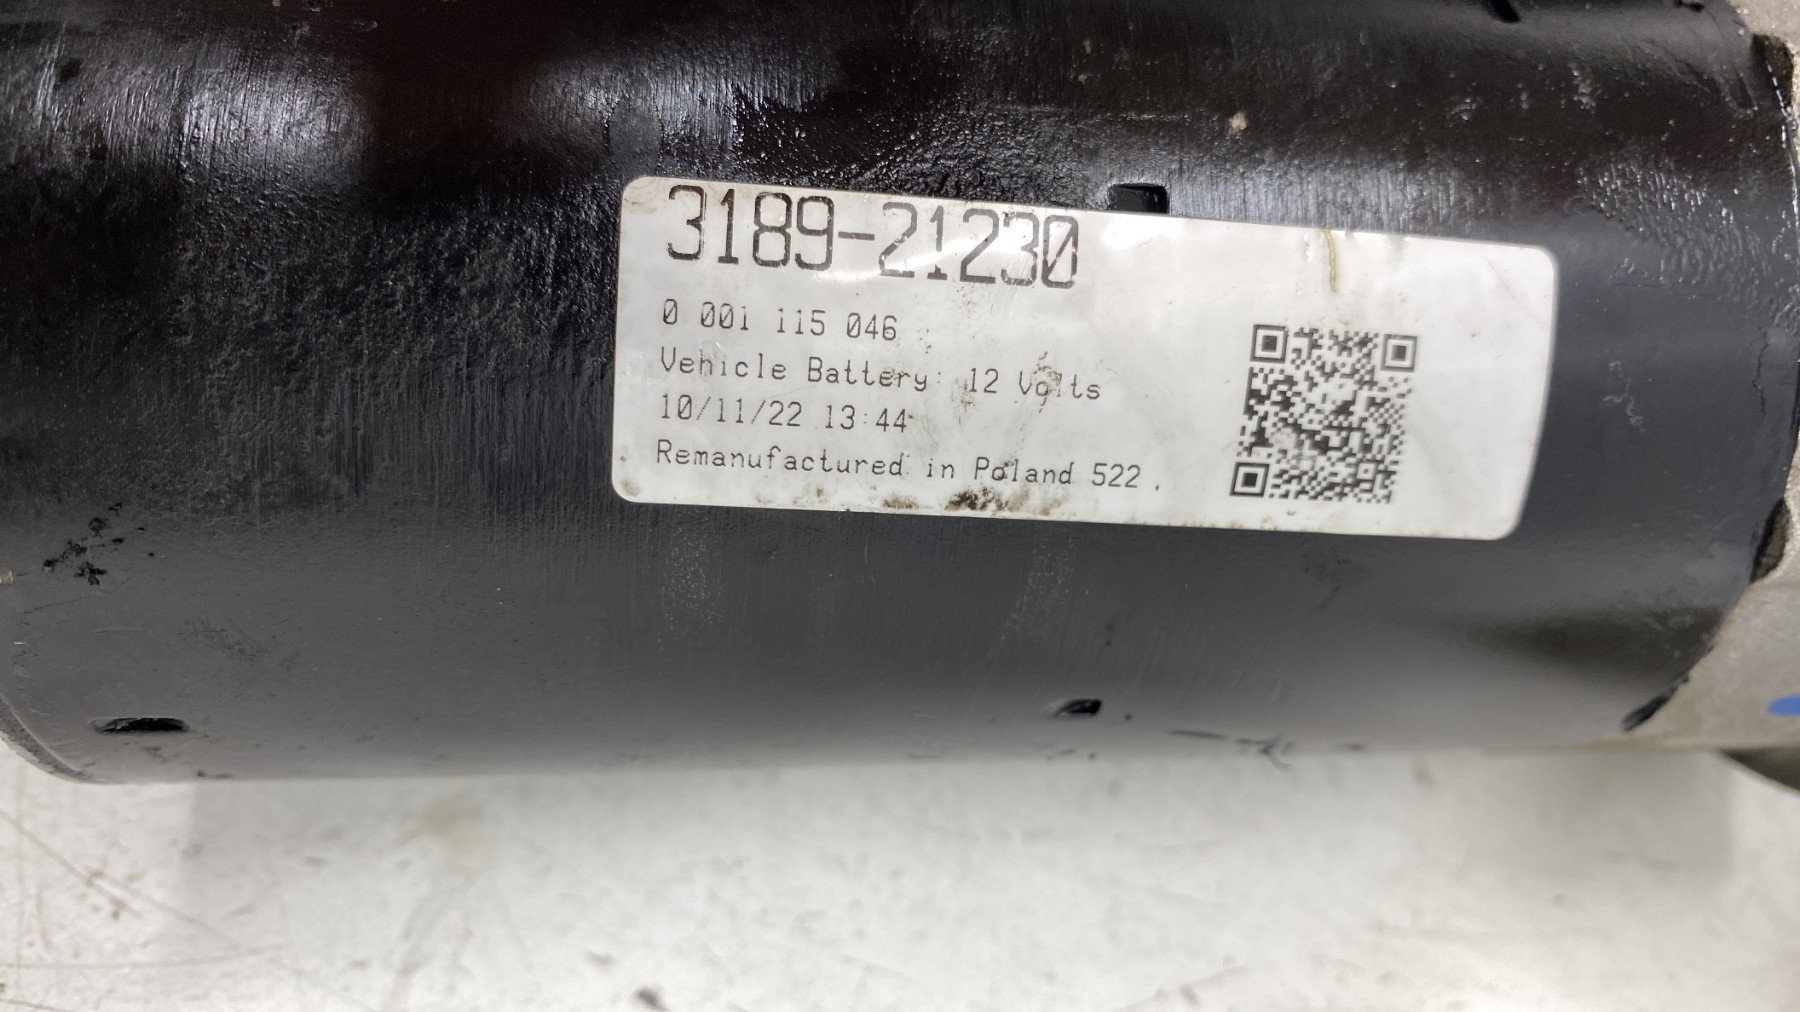 3189-21230
0 001 115 046
Vehicle Battery: 12 Volts
10/11/22 13:44
Remanufactured in Poland 522 .